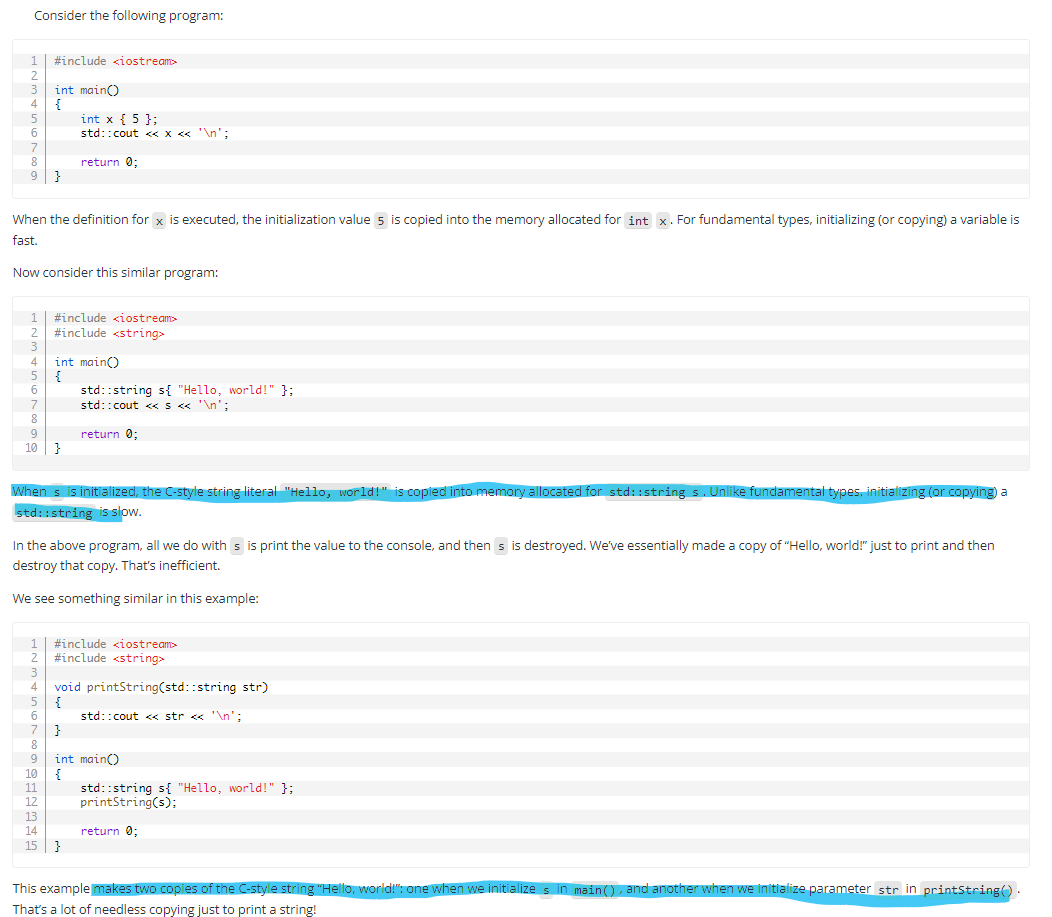 Consider the following program:
1 #include <iostream>
2
3 int main()
4 {
5     int x { 5 };
6     std::cout << x << '\n';
7
8     return 0;
9 }
When the definition for x is executed, the initialization value 5 is copied into the memory allocated for int x. For fundamental types, initializing (or copying) a variable is
fast.
Now consider this similar program:
1 #include <iostream>
2 #include <string>
3
4 int main()
5 {
6     std::string s{ "Hello, world!" };
7     std::cout << s << '\n';
8
9     return 0;
10 }
When s is initialized, the C-style string literal "Hello, world!" is copied into memory allocated for std::string s. Unlike fundamental types, initializing (or copying) a
std::string is slow.
In the above program, all we do with s is print the value to the console, and then s is destroyed. We’ve essentially made a copy of “Hello, world!” just to print and then
destroy that copy. That’s inefficient.
We see something similar in this example:
1 #include <iostream>
2 #include <string>
3
4 void printString(std::string str)
5 {
6     std::cout << str << '\n';
7 }
8
9 int main()
10 {
11     std::string s{ "Hello, world!" };
12     printString(s);
13
14     return 0;
15 }
This example makes two copies of the C-style string “Hello, world!”: one when we initialize s in main(), and another when we initialize parameter str in printString().
That’s a lot of needless copying just to print a string!